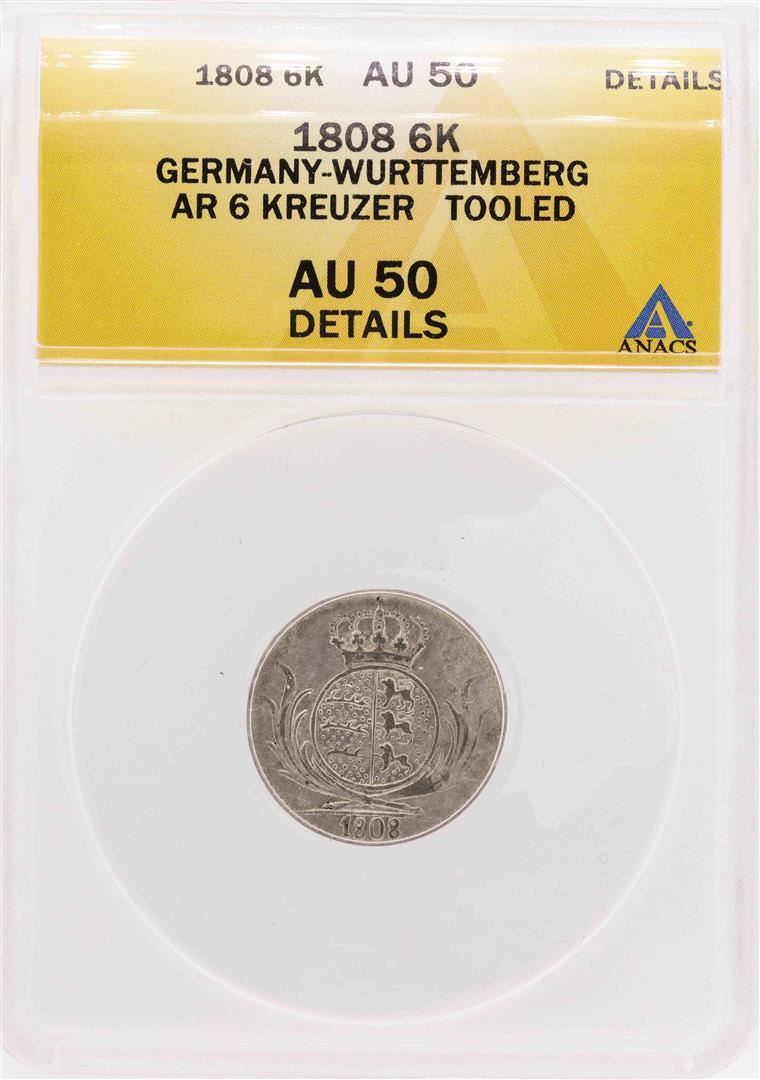 1808 6K AU 50 DETAILS
1808 6K
GERMANY-WURTTEMBERG
AR 6 KREUZER TOOLED
AU 50
DETAILS
ANACS
1808